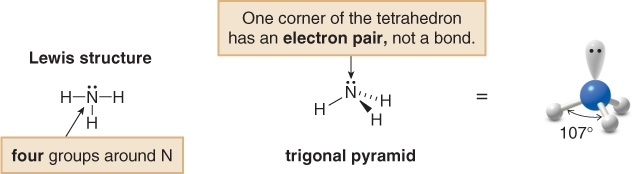 One corner of the tetrahedron
has an electron pair, not a bond.
Lewis structure
H–N–H
H
four groups around N
N
H
H
H
trigonal pyramid
=
107°